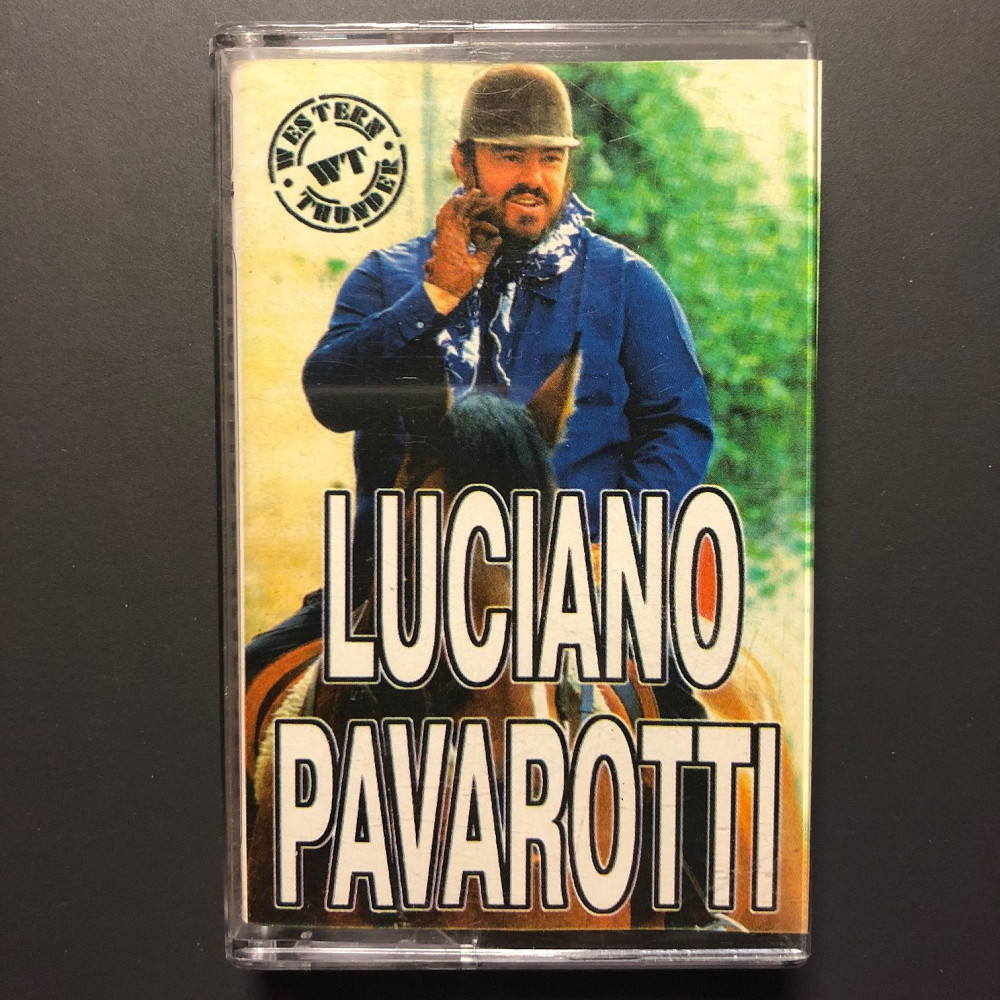 WESTERN
WT
THUNDER
LUCIANO
PAVAROTTI